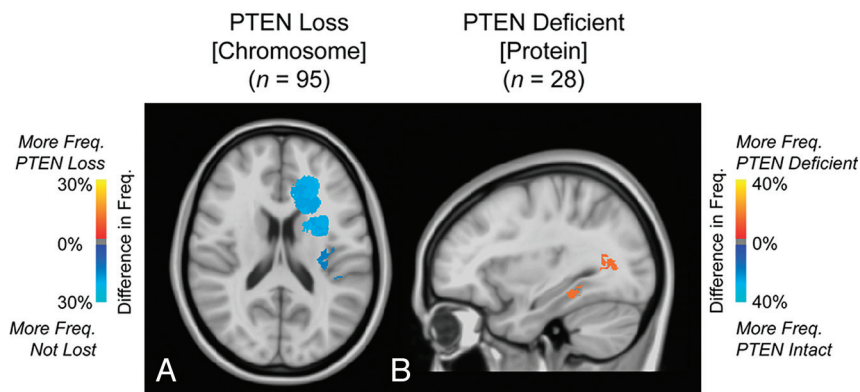 PTEN Loss
[Chromosome]
(n = 95)
PTEN Deficient
[Protein]
(n = 28)
More Freq.
PTEN Loss
30%
0%
30%
Difference in Freq.
More Freq.
Not Lost
A
B
Difference in Freq.
More Freq.
PTEN Deficient
40%
0%
40%
More Freq.
PTEN Intact